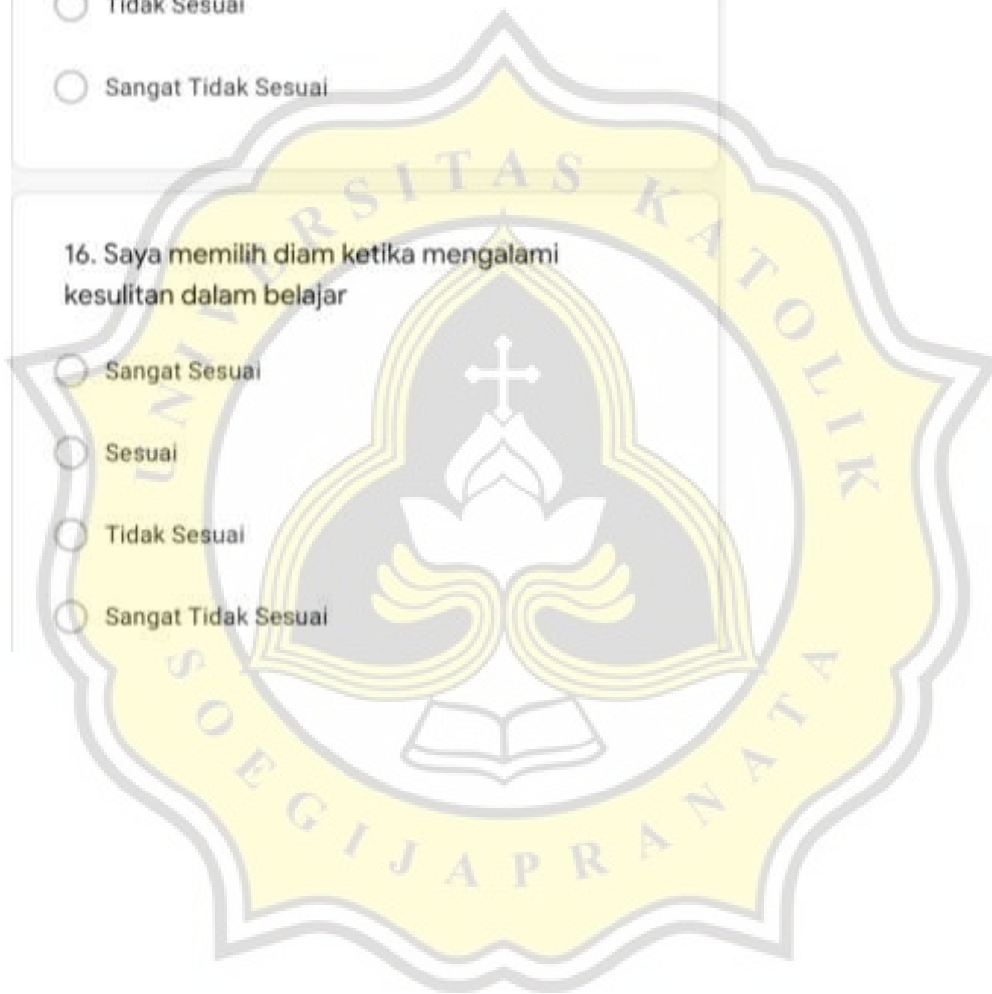 Tidak Sesuai
Sangat Tidak Sesuai
16. Saya memilih diam ketika mengalami
kesulitan dalam belajar
Sangat Sesuai
Sesuai
Tidak Sesuai
Sangat Tidak Sesuai
UNIVERSITAS KATOLIK
SOEGIJAPRANATA